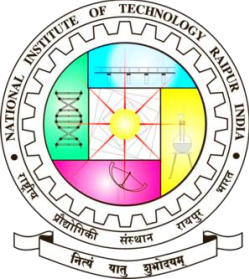 • NATIONAL INSTITUTE OF TECHNOLOGY RAIPUR INDIA •
राष्ट्रीय प्रौद्योगिकी संस्थान रायपुर भारत
नित्यं यातु शुभोदयम्